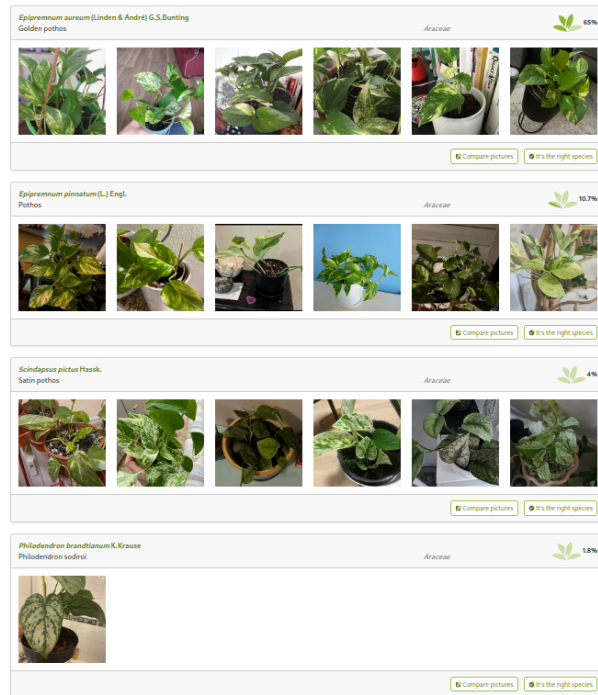 Epipremnum aureum (Linden & André) G.S.Bunting
Golden pothos
Araceae
65%
Compare pictures
It's the right species
Epipremnum pinnatum (L.) Engl.
Pothos
Araceae
10.7%
Compare pictures
It's the right species
Scindapsus pictus Hassk.
Satin pothos
Araceae
4%
Compare pictures
It's the right species
Philodendron brandtianum K.Krause
Philodendron sodiroi
Araceae
1.8%
Compare pictures
It's the right species